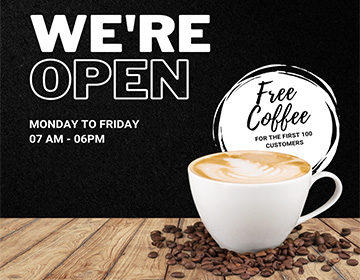 WE'RE
OPEN
MONDAY TO FRIDAY
07 AM - 06PM
Free
Coffee
FOR THE FIRST 100
CUSTOMERS